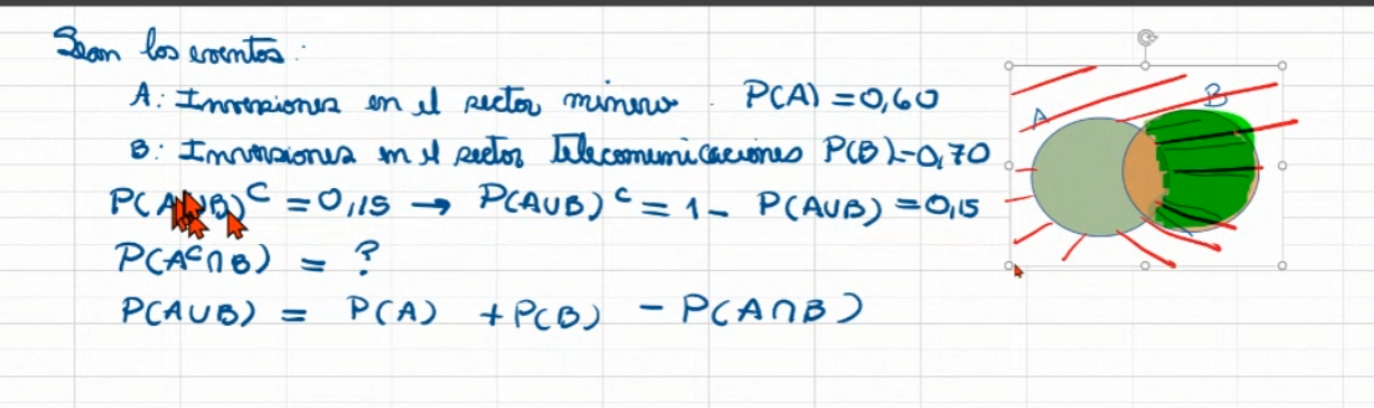 Sean los eventos:
A: Inversiones en el sector minero. P(A) = 0,60
B: Inversiones en el sector Telecomunicaciones P(B)=0,70
P(A∪B)^C = 0,15 → P(A∪B)^C = 1 - P(A∪B) = 0,15
P(A^C∩B) = ?
P(A∪B) = P(A) + P(B) - P(A∩B)
A
B